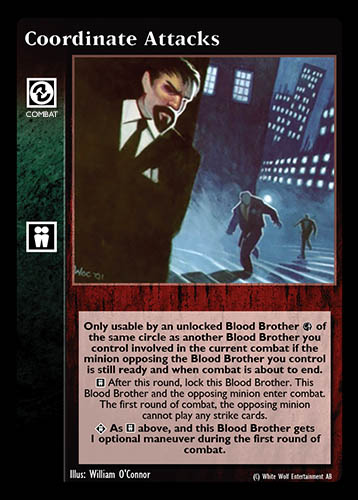 Coordinate Attacks
COMBAT
WOC '01
Only usable by an unlocked Blood Brother of
the same circle as another Blood Brother you
control involved in the current combat if the
minion opposing the Blood Brother you control
is still ready and when combat is about to end.
After this round, lock this Blood Brother. This
Blood Brother and the opposing minion enter combat.
The first round of combat, the opposing minion
cannot play any strike cards.
As above, and this Blood Brother gets
1 optional maneuver during the first round of
combat.
Illus: William O'Connor
(C) White Wolf Entertainment AB